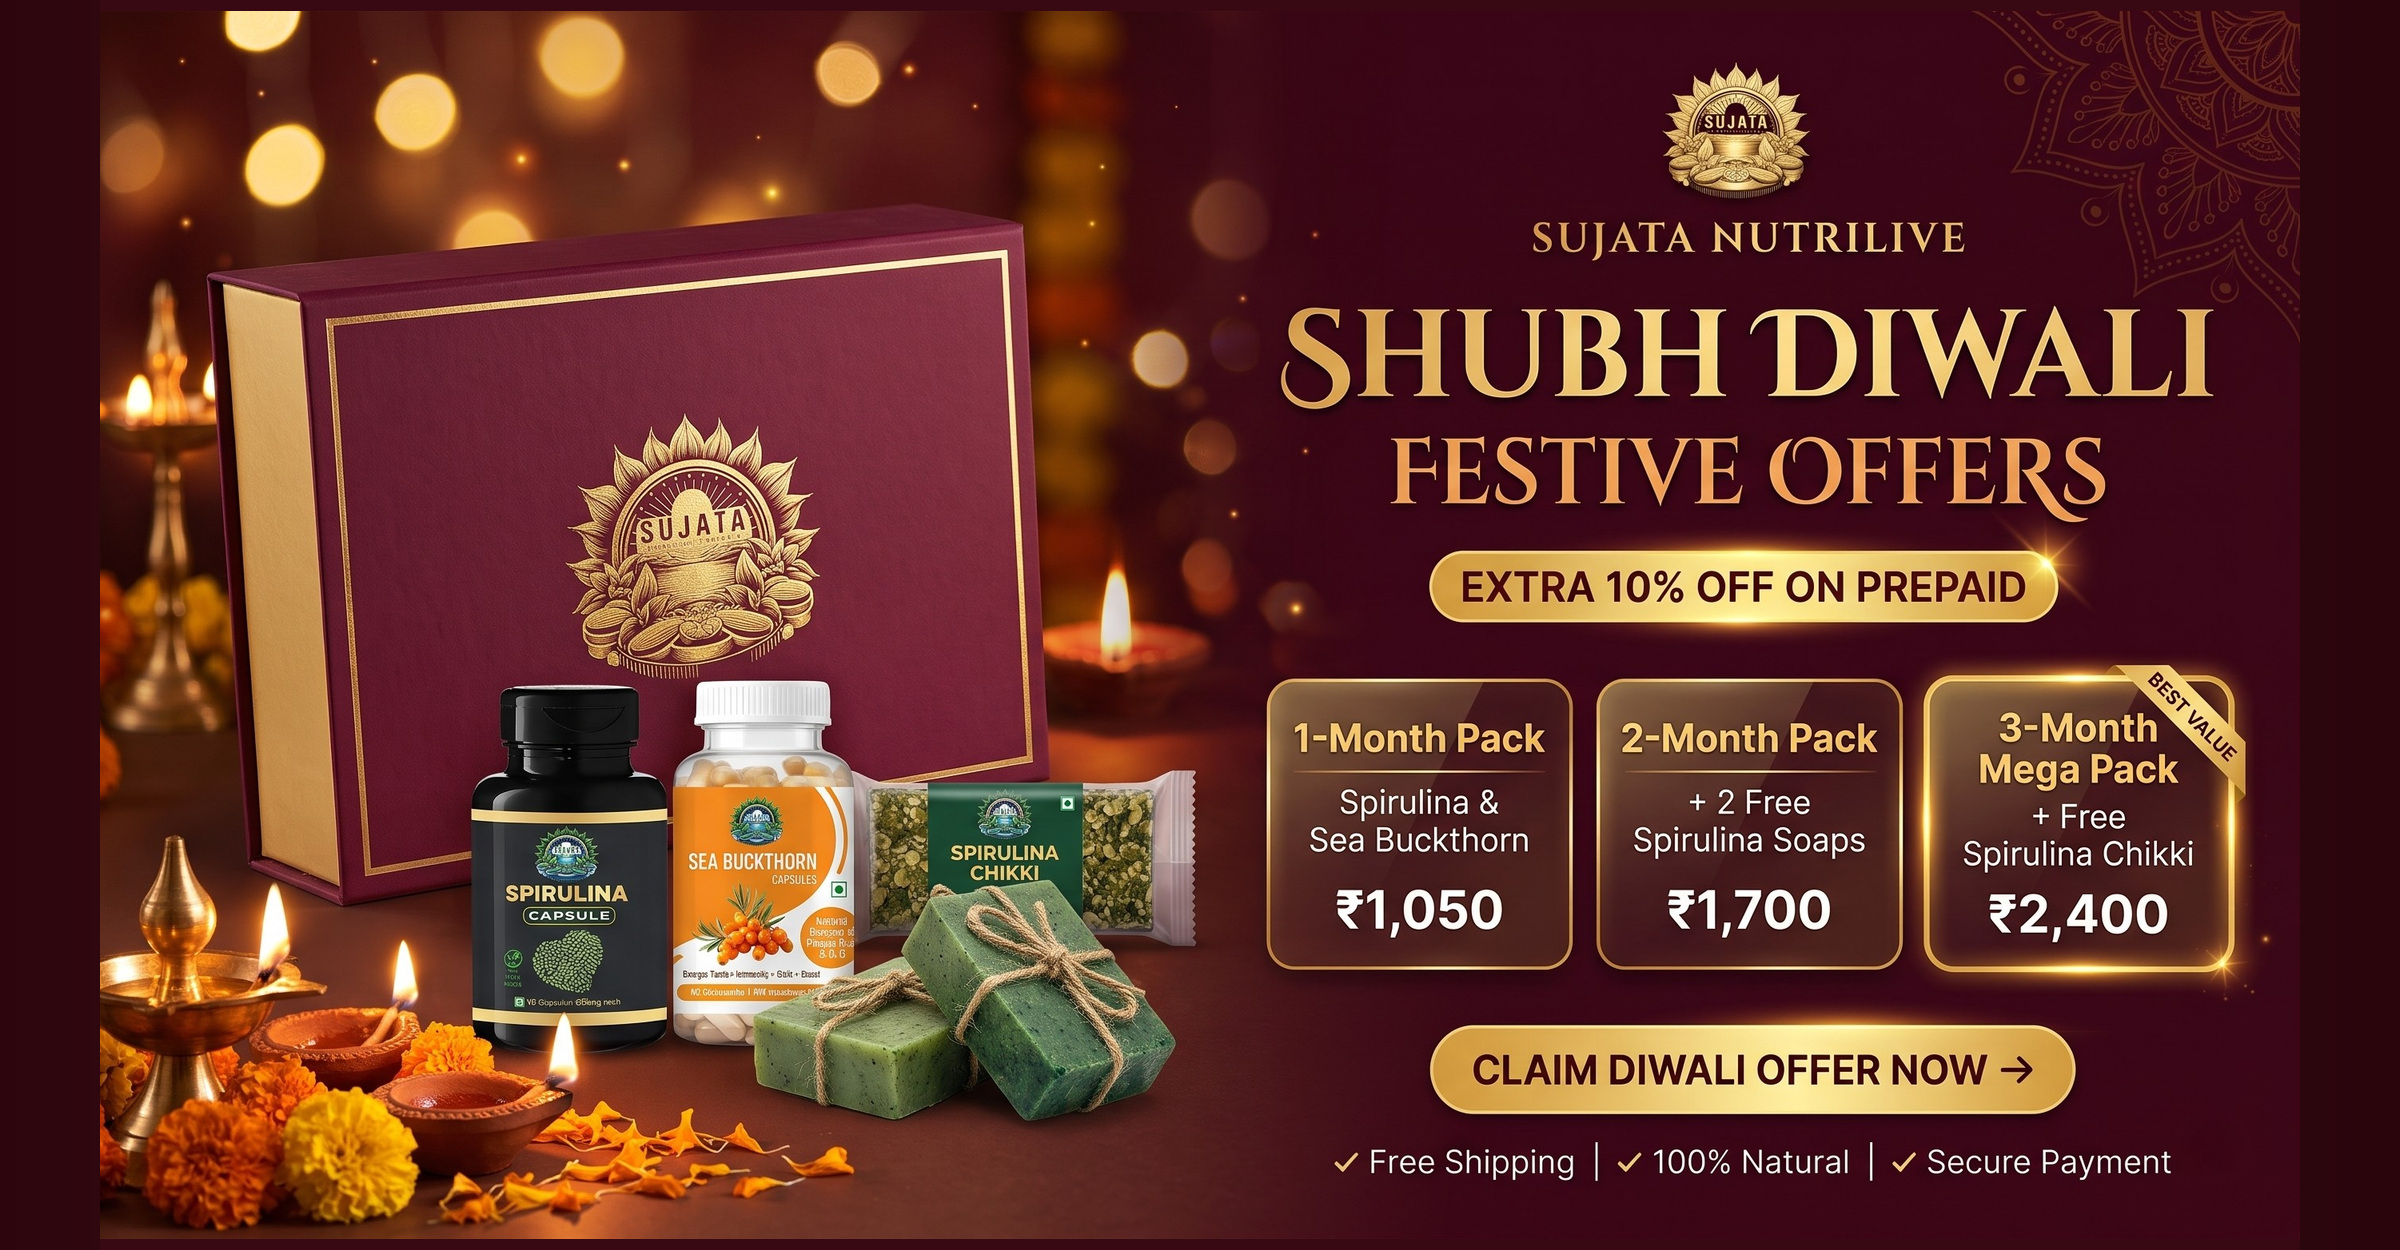 SUJATA
SUJATA NUTRILIVE
SHUBH DIWALI
FESTIVE OFFERS
EXTRA 10% OFF ON PREPAID
1-Month Pack
Spirulina &
Sea Buckthorn
₹1,050
2-Month Pack
+ 2 Free
Spirulina Soaps
₹1,700
BEST VALUE
3-Month
Mega Pack
+ Free
Spirulina Chikki
₹2,400
CLAIM DIWALI OFFER NOW →
✓ Free Shipping | ✓ 100% Natural | ✓ Secure Payment
SUJATA
SPIRULINA
CAPSULE
SEA BUCKTHORN
CAPSULES
SPIRULINA
CHIKKI